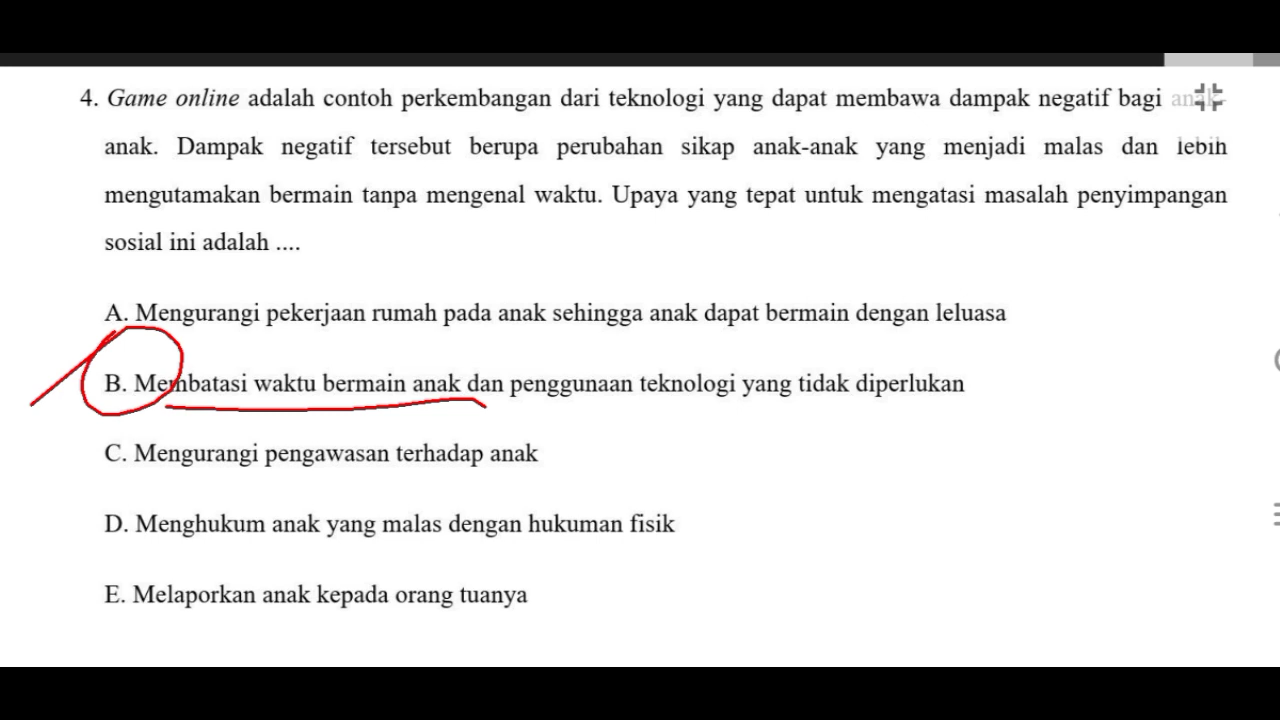 4. Game online adalah contoh perkembangan dari teknologi yang dapat membawa dampak negatif bagi anak-
anak. Dampak negatif tersebut berupa perubahan sikap anak-anak yang menjadi malas dan lebih
mengutamakan bermain tanpa mengenal waktu. Upaya yang tepat untuk mengatasi masalah penyimpangan
sosial ini adalah ....
A. Mengurangi pekerjaan rumah pada anak sehingga anak dapat bermain dengan leluasa
B. Membatasi waktu bermain anak dan penggunaan teknologi yang tidak diperlukan
C. Mengurangi pengawasan terhadap anak
D. Menghukum anak yang malas dengan hukuman fisik
E. Melaporkan anak kepada orang tuanya